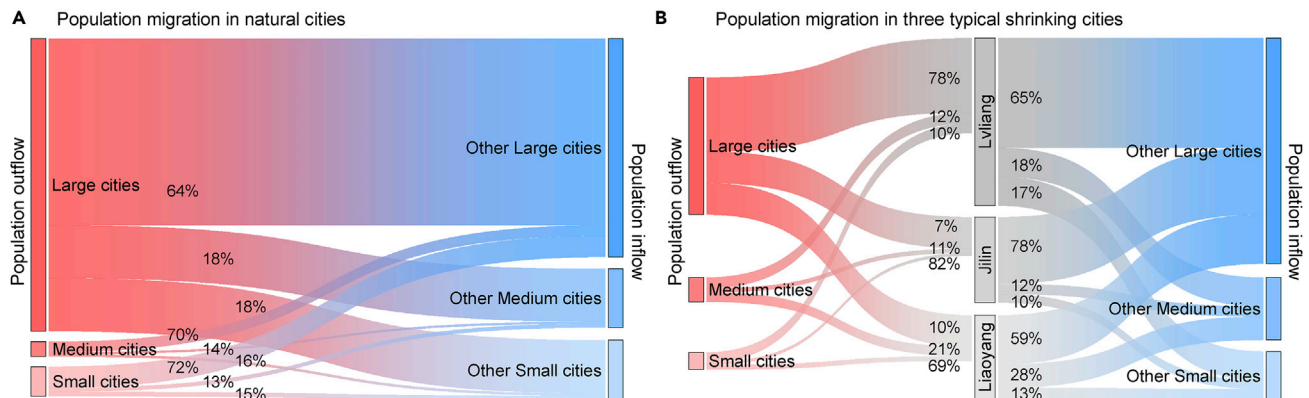 A
Population migration in natural cities
Population outflow
Large cities
64%
18%
18%
Medium cities
70%
14%
16%
Small cities
72%
13%
15%
Other Large cities
Other Medium cities
Other Small cities
Population inflow
B
Population migration in three typical shrinking cities
Population outflow
Large cities
Medium cities
Small cities
78%
12%
10%
7%
11%
82%
10%
21%
69%
Lvliang
Jilin
Liaoyang
65%
18%
17%
78%
12%
10%
59%
28%
13%
Other Large cities
Other Medium cities
Other Small cities
Population inflow